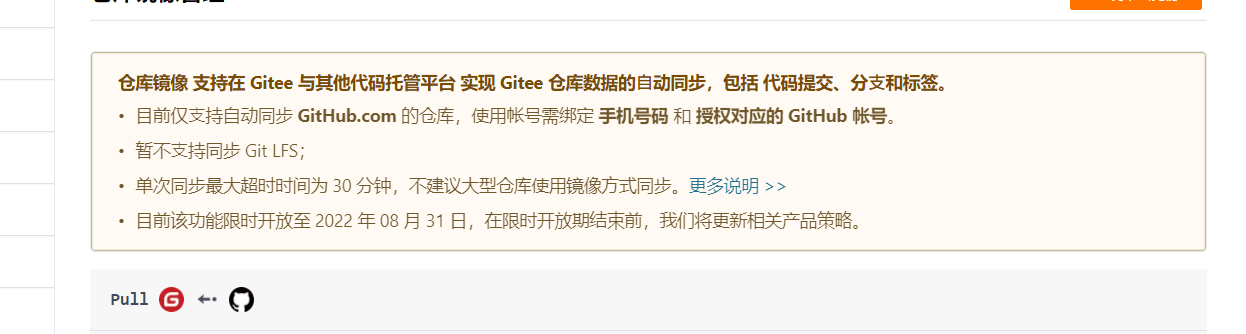 仓库镜像 支持在 Gitee 与其他代码托管平台 实现 Gitee 仓库数据的自动同步，包括 代码提交、分支和标签。
• 目前仅支持自动同步 GitHub.com 的仓库，使用帐号需绑定 手机号码 和 授权对应的 GitHub 帐号。
• 暂不支持同步 Git LFS；
• 单次同步最大超时时间为 30 分钟，不建议大型仓库使用镜像方式同步。更多说明 >>
• 目前该功能限时开放至 2022 年 08 月 31 日，在限时开放期结束前，我们将更新相关产品策略。
Pull